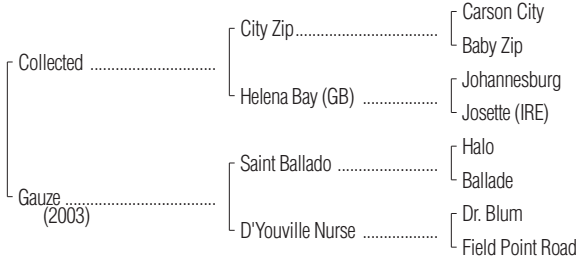 Carson City
City Zip....................................
Baby Zip
Collected ................................
Johannesburg
Helena Bay (GB) ...................
Josette (IRE)
Halo
Saint Ballado .........................
Ballade
Gauze.......................................
(2003)
Dr. Blum
D'Youville Nurse ...................
Field Point Road